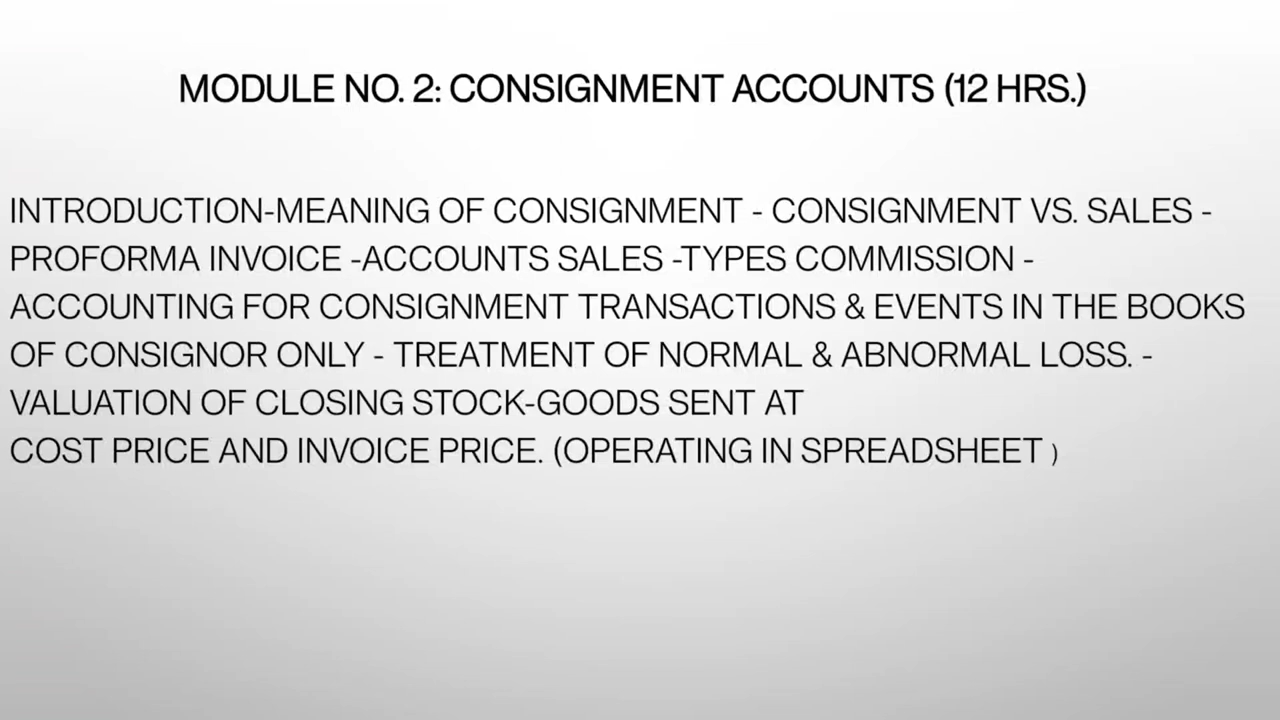 MODULE NO. 2: CONSIGNMENT ACCOUNTS (12 HRS.)
INTRODUCTION-MEANING OF CONSIGNMENT - CONSIGNMENT VS. SALES -
PROFORMA INVOICE -ACCOUNTS SALES -TYPES COMMISSION -
ACCOUNTING FOR CONSIGNMENT TRANSACTIONS & EVENTS IN THE BOOKS
OF CONSIGNOR ONLY - TREATMENT OF NORMAL & ABNORMAL LOSS. -
VALUATION OF CLOSING STOCK-GOODS SENT AT
COST PRICE AND INVOICE PRICE. (OPERATING IN SPREADSHEET )